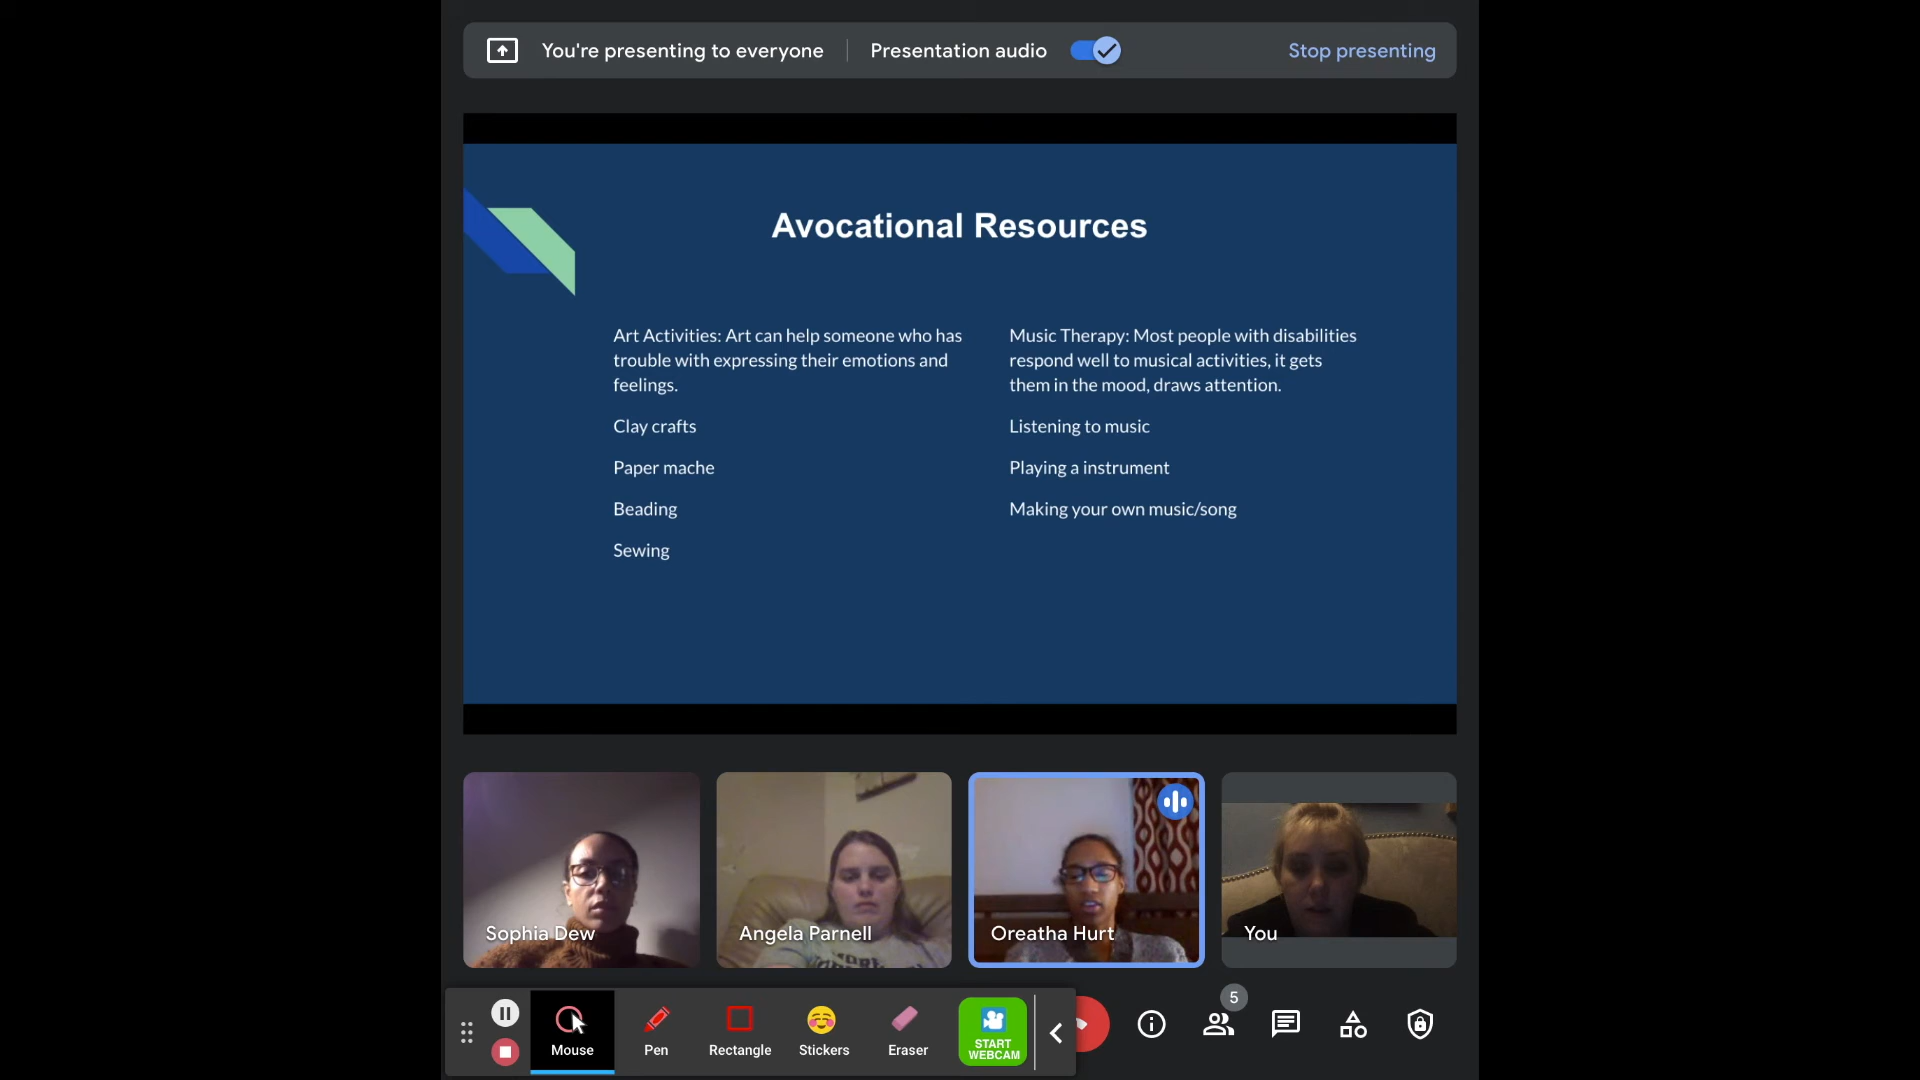 You're presenting to everyone
Presentation audio
Stop presenting
Avocational Resources
Art Activities: Art can help someone who has
trouble with expressing their emotions and
feelings.
Clay crafts
Paper mache
Beading
Sewing
Music Therapy: Most people with disabilities
respond well to musical activities, it gets
them in the mood, draws attention.
Listening to music
Playing a instrument
Making your own music/song
Sophia Dew
Angela Parnell
Oreatha Hurt
You
5
Mouse
Pen
Rectangle
Stickers
Eraser
START
WEBCAM